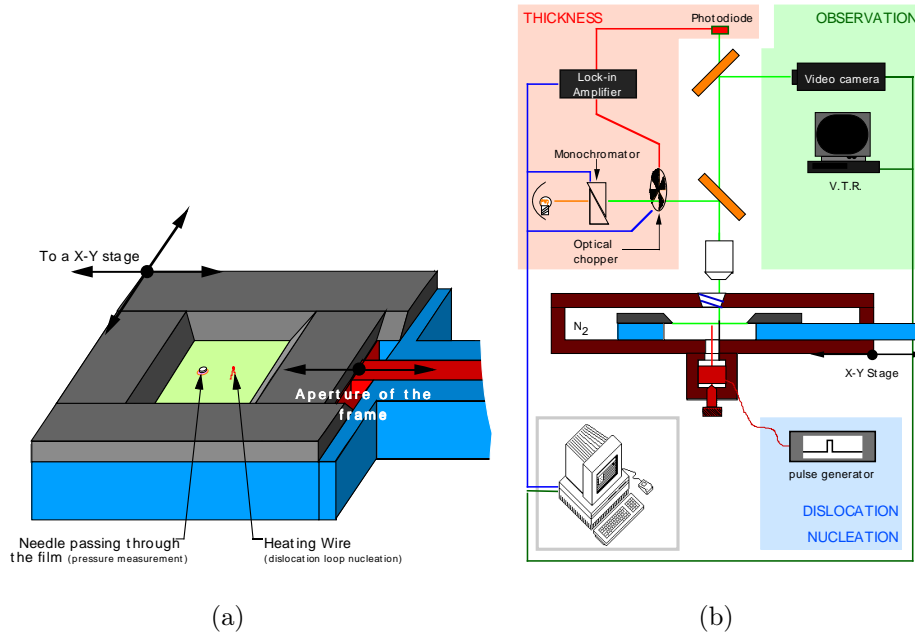 To a X-Y stage
Aperture of the
frame
Needle passing through
the film (pressure measurement)
Heating Wire
(dislocation loop nucleation)
(a)
THICKNESS
Photodiode
OBSERVATION
Lock-in
Amplifier
Video camera
Monochromator
V.T.R.
Optical
chopper
N2
X-Y Stage
pulse generator
DISLOCATION
NUCLEATION
(b)